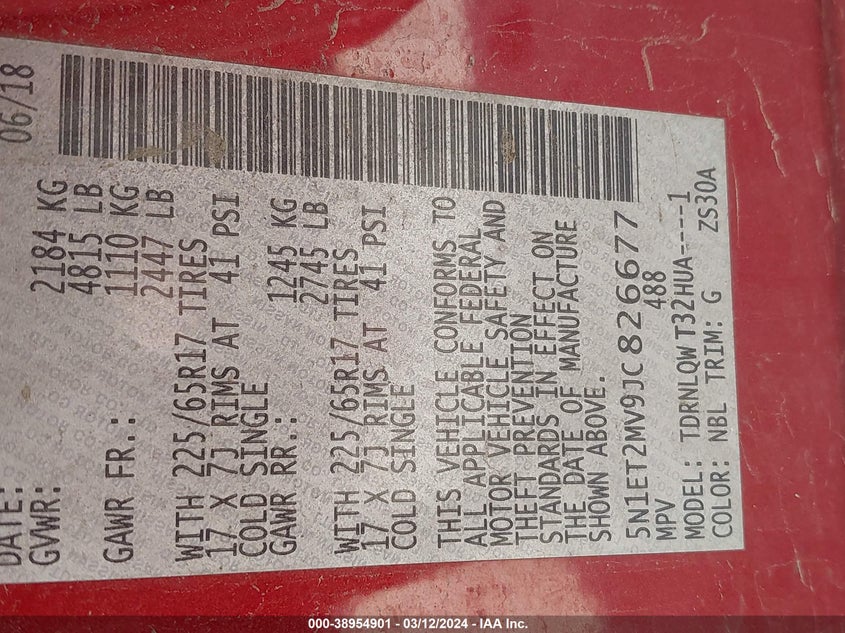 DATE: 06/18
GVWR: 2184 KG
4815 LB
GAWR FR.: 1110 KG
2447 LB
WITH 225/65R17 TIRES
17 X 7J RIMS AT 41 PSI
COLD SINGLE
GAWR RR.: 1245 KG
2745 LB
WITH 225/65R17 TIRES
17 X 7J RIMS AT 41 PSI
COLD SINGLE
THIS VEHICLE CONFORMS TO
ALL APPLICABLE FEDERAL
MOTOR VEHICLE SAFETY AND
THEFT PREVENTION
STANDARDS IN EFFECT ON
THE DATE OF MANUFACTURE
SHOWN ABOVE.
5N1ET2MV9JC826677
MPV 488
MODEL: TDRNLQWT32HUA----1
COLOR: NBL TRIM: G ZS30A
000-38954901 - 03/12/2024 - IAA Inc.